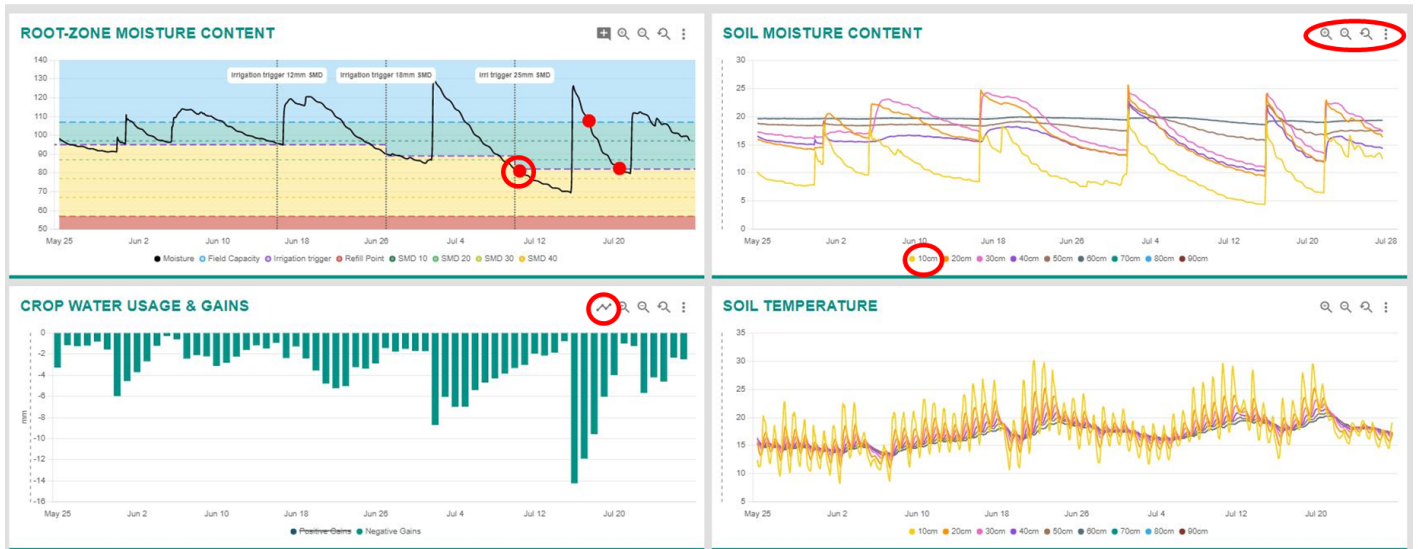 ROOT-ZONE MOISTURE CONTENT
140
130
120
110
100
90
80
70
60
50
Irrigation trigger 12mm SMD
Irrigation trigger 18mm SMD
Irri trigger 25mm SMD
May 25 Jun 2 Jun 10 Jun 18 Jun 26 Jul 4 Jul 12 Jul 20
Moisture Field Capacity Irrigation trigger Refill Point SMD 10 SMD 20 SMD 30 SMD 40
SOIL MOISTURE CONTENT
30
25
20
15
10
5
0
May 25 Jun 2 Jun 10 Jun 18 Jun 26 Jul 4 Jul 12 Jul 20 Jul 28
10cm 20cm 30cm 40cm 50cm 60cm 70cm 80cm 90cm
CROP WATER USAGE & GAINS
0
-2
-4
-6
-8
-10
-12
-14
-16
mm
May 25 Jun 2 Jun 10 Jun 18 Jun 26 Jul 4 Jul 12 Jul 20
Positive Gains Negative Gains
SOIL TEMPERATURE
35
30
25
20
15
10
5
May 25 Jun 2 Jun 10 Jun 18 Jun 26 Jul 4 Jul 12 Jul 20
10cm 20cm 30cm 40cm 50cm 60cm 70cm 80cm 90cm